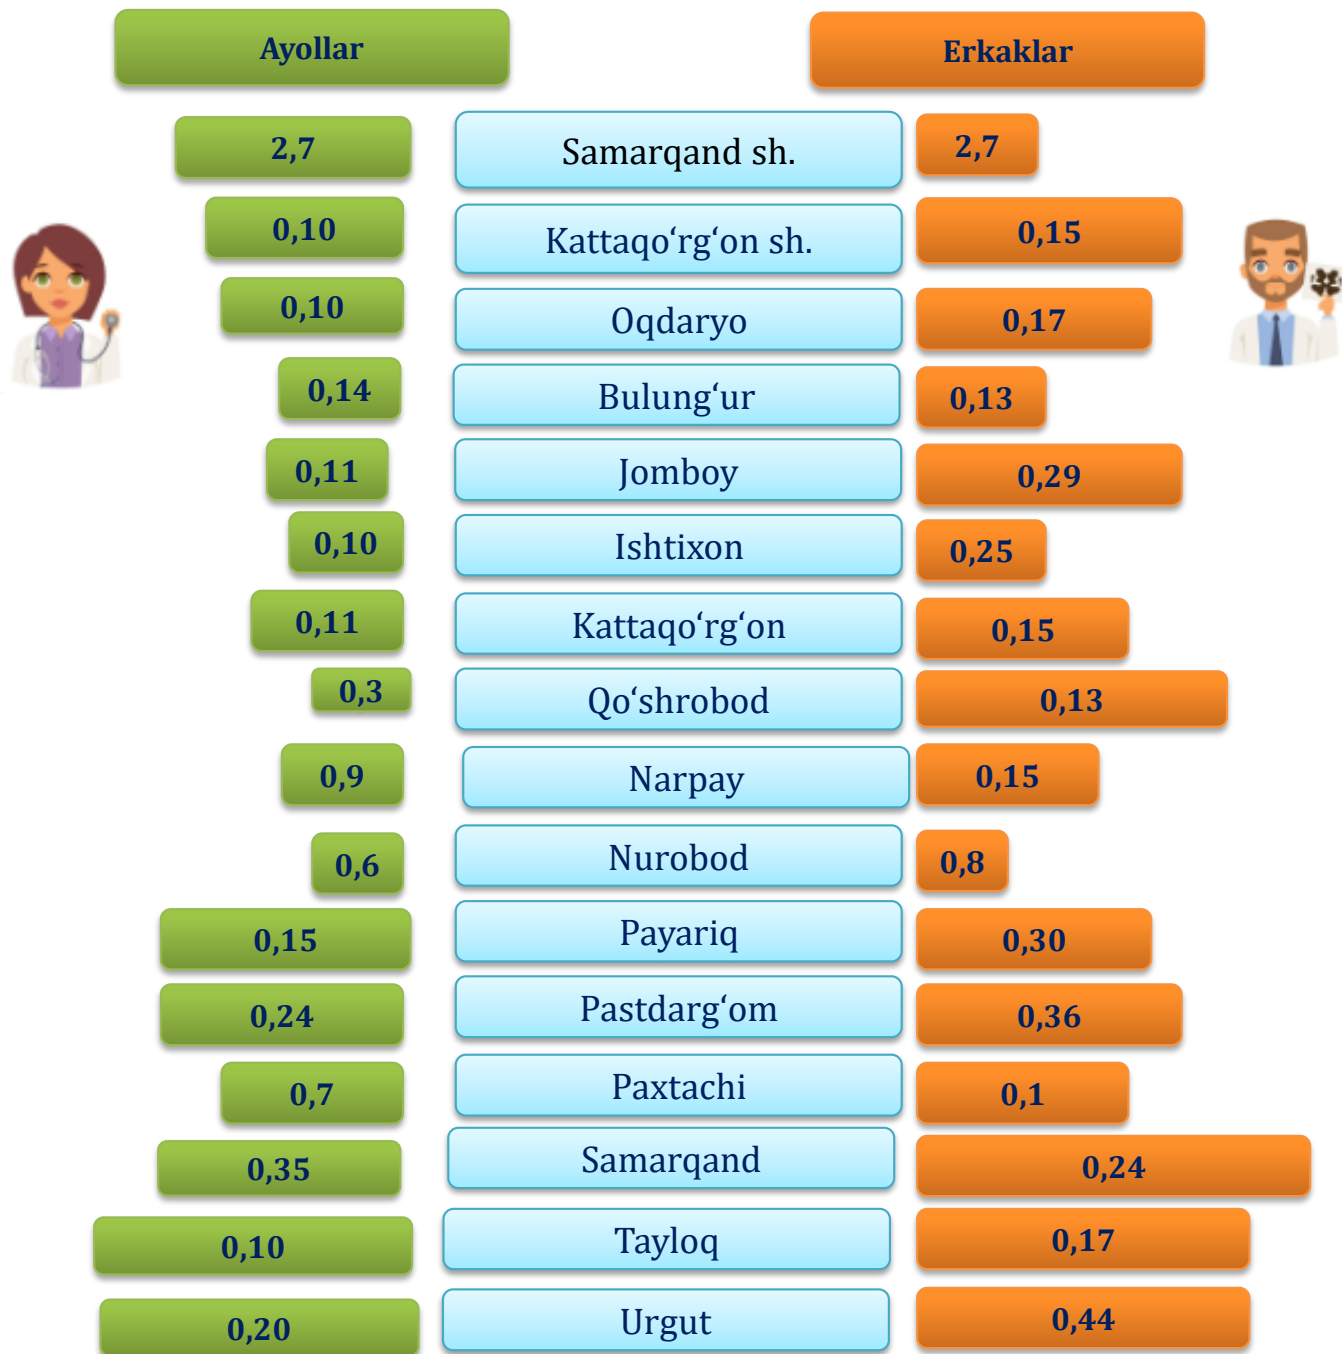 Ayollar Erkaklar
2,7 Samarqand sh. 2,7
0,10 Kattaqo‘rg‘on sh. 0,15
0,10 Oqdaryo 0,17
0,14 Bulung‘ur 0,13
0,11 Jomboy 0,29
0,10 Ishtixon 0,25
0,11 Kattaqo‘rg‘on 0,15
0,3 Qo‘shrobod 0,13
0,9 Narpay 0,15
0,6 Nurobod 0,8
0,15 Payariq 0,30
0,24 Pastdarg‘om 0,36
0,7 Paxtachi 0,1
0,35 Samarqand 0,24
0,10 Tayloq 0,17
0,20 Urgut 0,44